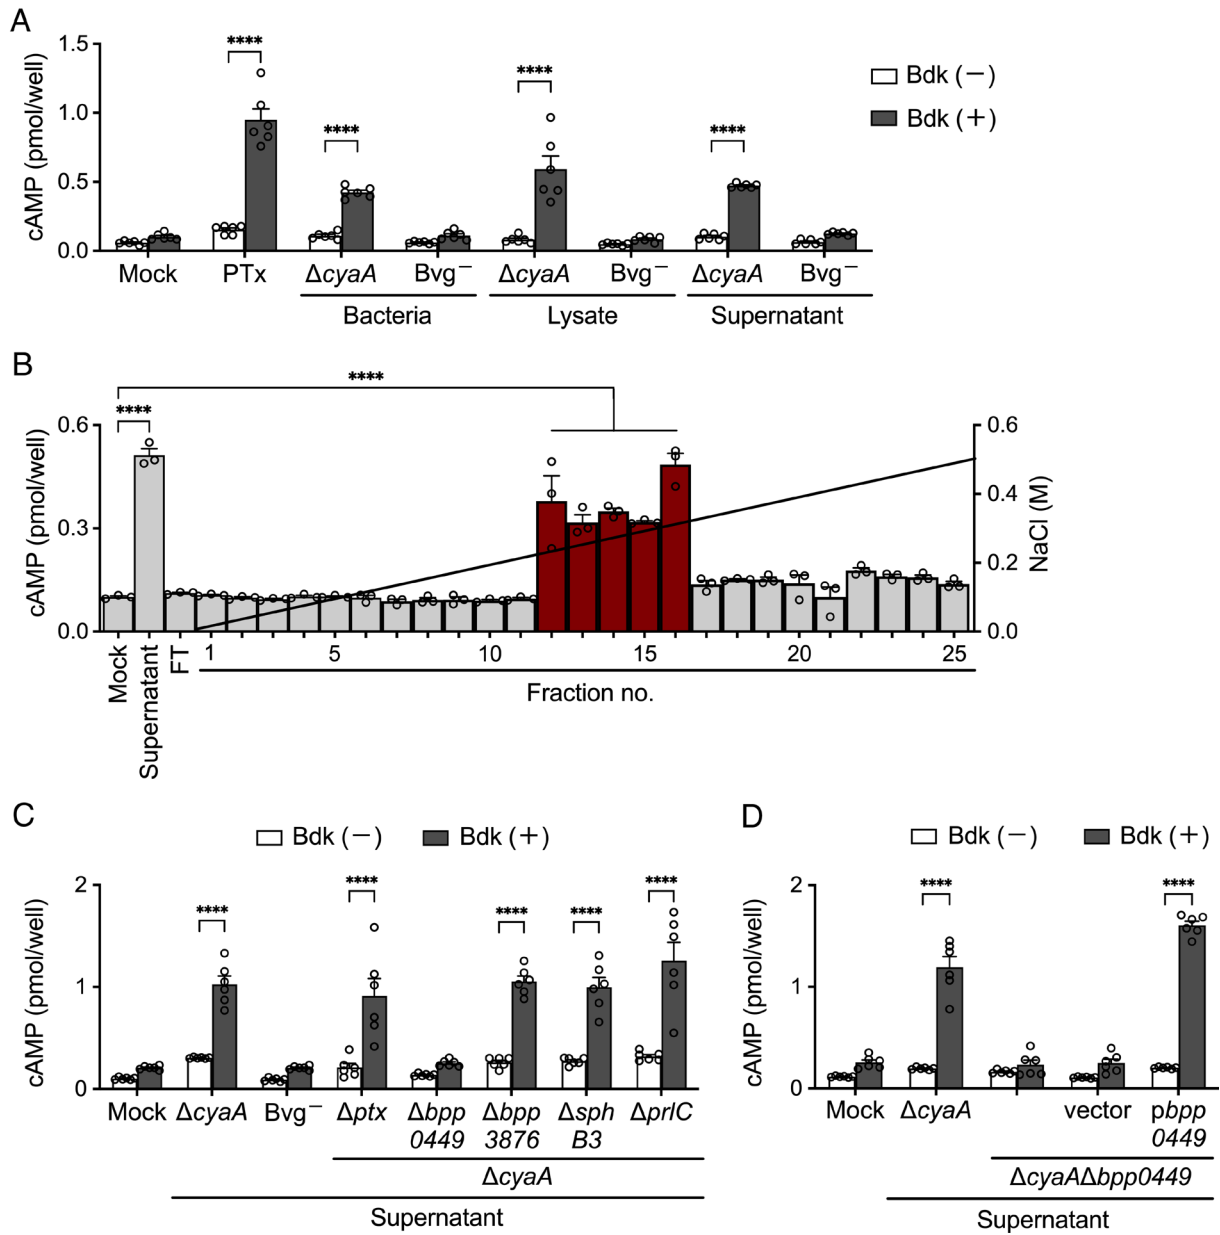 A
cAMP (pmol/well)
1.5
1.0
0.5
0.0
**** **** **** ****
Bdk (−)
Bdk (+)
Mock PTx ΔcyaA Bvg⁻ ΔcyaA Bvg⁻ ΔcyaA Bvg⁻
Bacteria Lysate Supernatant
B
cAMP (pmol/well)
0.6
0.3
0.0
**** ****
0.6
0.4
0.2
0.0
NaCl (M)
Mock Supernatant FT 1 5 10 15 20 25
Fraction no.
C
Bdk (−) Bdk (+)
cAMP (pmol/well)
2
1
0
**** **** **** **** ****
Mock ΔcyaA Bvg⁻ Δptx Δbpp Δbpp Δsph ΔprlC
0449 3876 B3
ΔcyaA
Supernatant
D
Bdk (−) Bdk (+)
cAMP (pmol/well)
2
1
0
**** ****
Mock ΔcyaA vector pbpp
0449
ΔcyaAΔbpp0449
Supernatant